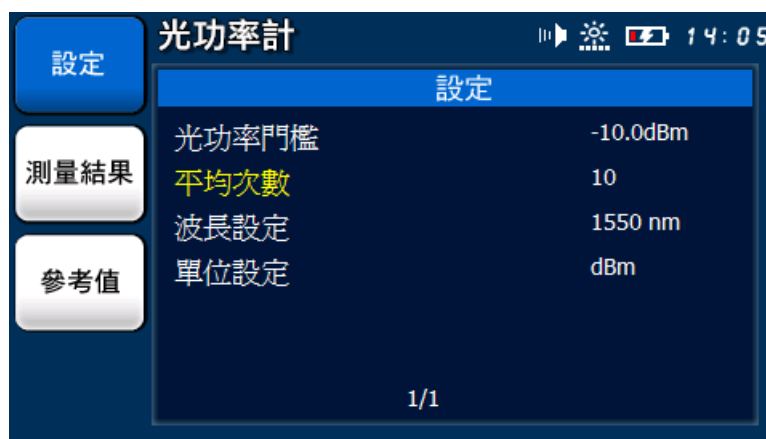 設定
光功率計
14:05
設定
光功率門檻 -10.0dBm
測量結果
平均次數 10
波長設定 1550 nm
參考值
單位設定 dBm
1/1